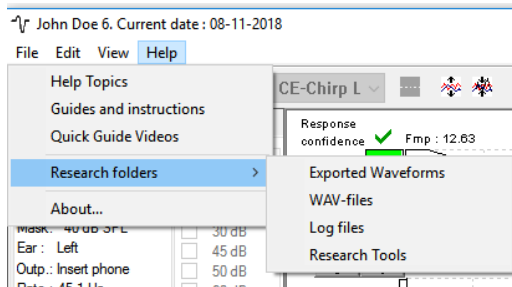 John Doe 6. Current date : 08-11-2018
File Edit View Help
Help Topics
Guides and instructions
Quick Guide Videos
Research folders
About...
CE-Chirp L
Response
confidence
Fmp : 12.63
Exported Waveforms
WAV-files
Log files
Research Tools
Mask: 40 dB SPL
Ear : Left
Outp.: Insert phone
Rate : 45.1 Hz
30 dB
45 dB
50 dB